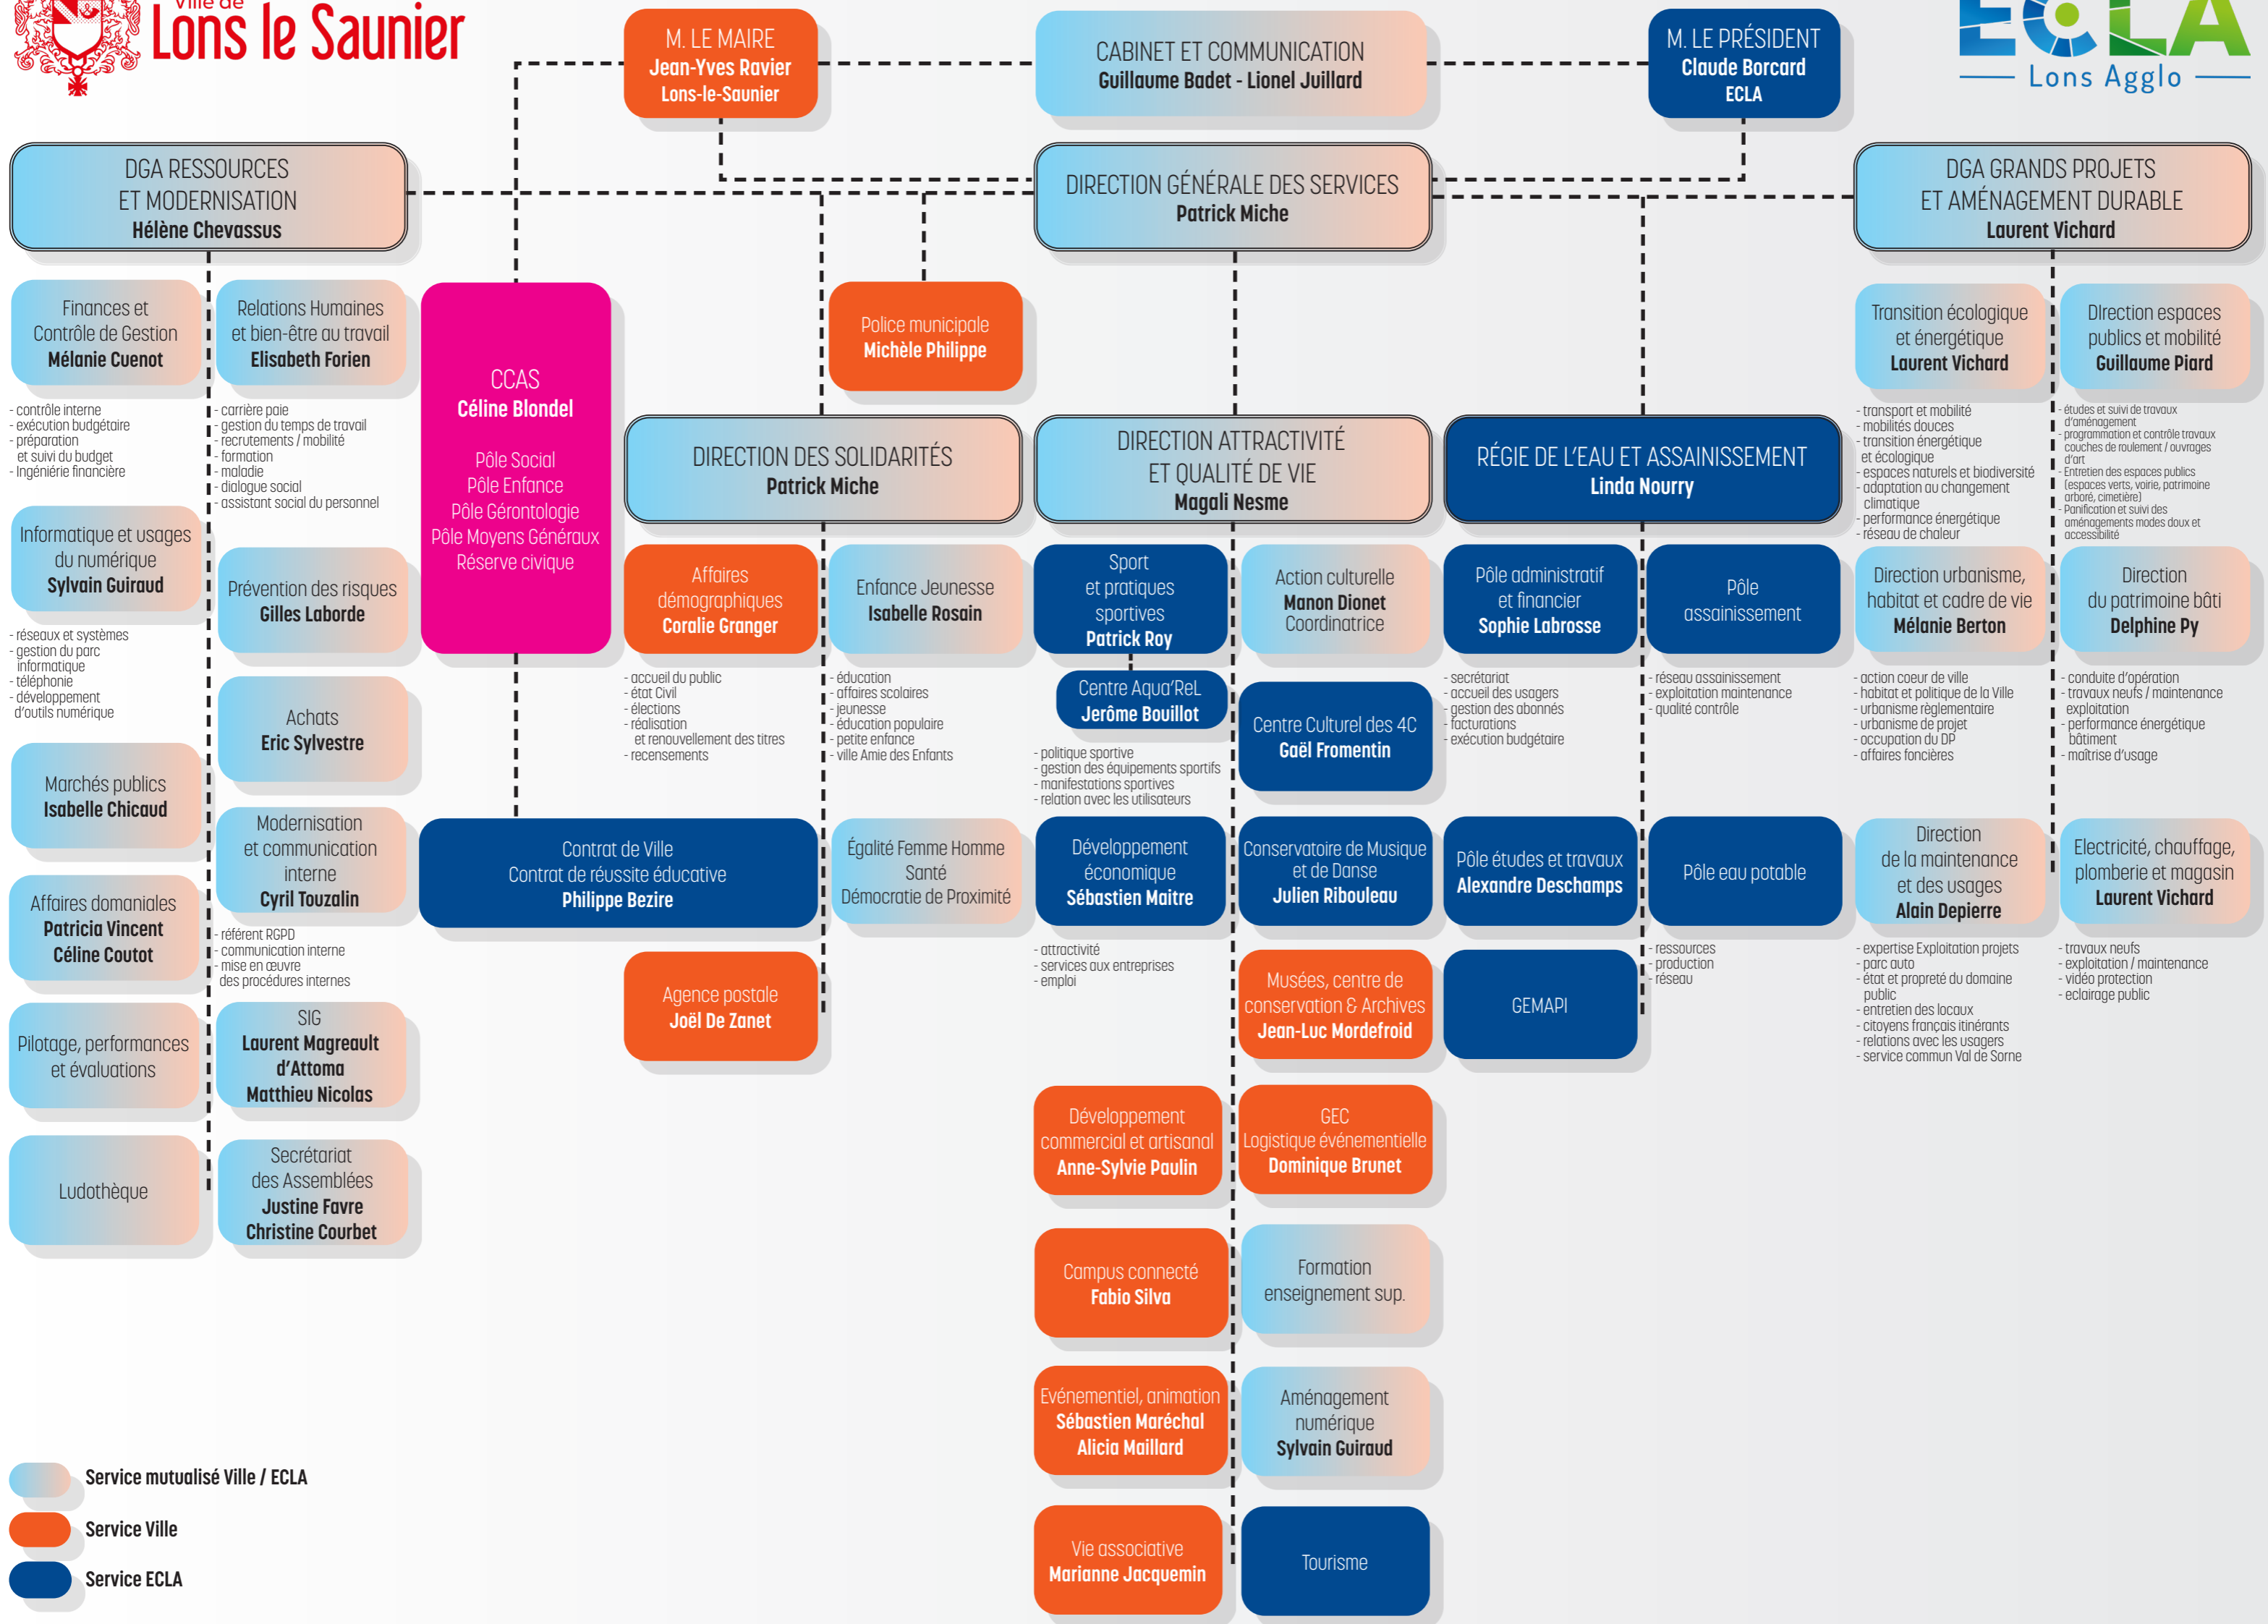 Ville de
Lons le Saunier
M. LE MAIRE
Jean-Yves Ravier
Lons-le-Saunier
CABINET ET COMMUNICATION
Guillaume Badet - Lionel Juillard
M. LE PRÉSIDENT
Claude Borcard
ECLA
ECLA
Lons Agglo
DGA RESSOURCES
ET MODERNISATION
Hélène Chevassus
DIRECTION GÉNÉRALE DES SERVICES
Patrick Miche
DGA GRANDS PROJETS
ET AMÉNAGEMENT DURABLE
Laurent Vichard
Finances et
Contrôle de Gestion
Mélanie Cuenot
- contrôle interne
- exécution budgétaire
- préparation
et suivi du budget
- Ingéniérie financière
Informatique et usages
du numérique
Sylvain Guiraud
- réseaux et systèmes
- gestion du parc
informatique
- téléphonie
- développement
d'outils numérique
Marchés publics
Isabelle Chicaud
Affaires domaniales
Patricia Vincent
Céline Coutot
Pilotage, performances
et évaluations
Ludothèque
Relations Humaines
et bien-être au travail
Elisabeth Forien
- carrière paie
- gestion du temps de travail
- recrutements / mobilité
- formation
- maladie
- dialogue social
- assistant social du personnel
Prévention des risques
Gilles Laborde
Achats
Eric Sylvestre
Modernisation
et communication
interne
Cyril Touzalin
- référent RGPD
- communication interne
- mise en œuvre
des procédures internes
SIG
Laurent Magreault
d'Attoma
Matthieu Nicolas
Secrétariat
des Assemblées
Justine Favre
Christine Courbet
CCAS
Céline Blondel
Pôle Social
Pôle Enfance
Pôle Gérontologie
Pôle Moyens Généraux
Réserve civique
Police municipale
Michèle Philippe
DIRECTION DES SOLIDARITÉS
Patrick Miche
Affaires
démographiques
Coralie Granger
- accueil du public
- état Civil
- élections
- réalisation
et renouvellement des titres
- recensements
Enfance Jeunesse
Isabelle Rosain
- éducation
- affaires scolaires
- jeunesse
- éducation populaire
- petite enfance
- ville Amie des Enfants
Contrat de Ville
Contrat de réussite éducative
Philippe Bezire
Égalité Femme Homme
Santé
Démocratie de Proximité
Agence postale
Joël De Zanet
DIRECTION ATTRACTIVITÉ
ET QUALITÉ DE VIE
Magali Nesme
Sport
et pratiques
sportives
Patrick Roy
Centre Aqua'ReL
Jerôme Bouillot
- politique sportive
- gestion des équipements sportifs
- manifestations sportives
- relation avec les utilisateurs
Développement
économique
Sébastien Maitre
- attractivité
- services aux entreprises
- emploi
Développement
commercial et artisanal
Anne-Sylvie Paulin
Campus connecté
Fabio Silva
Evénementiel, animation
Sébastien Maréchal
Alicia Maillard
Vie associative
Marianne Jacquemin
Action culturelle
Manon Dionet
Coordinatrice
Centre Culturel des 4C
Gaël Fromentin
Conservatoire de Musique
et de Danse
Julien Ribouleau
Musées, centre de
conservation & Archives
Jean-Luc Mordefroid
GEC
Logistique événementielle
Dominique Brunet
Formation
enseignement sup.
Aménagement
numérique
Sylvain Guiraud
Tourisme
RÉGIE DE L'EAU ET ASSAINISSEMENT
Linda Nourry
Pôle administratif
et financier
Sophie Labrosse
- secrétariat
- accueil des usagers
- gestion des abonnés
- facturations
- exécution budgétaire
Pôle
assainissement
- réseau assainissement
- exploitation maintenance
- qualité contrôle
Pôle études et travaux
Alexandre Deschamps
Pôle eau potable
- ressources
- production
- réseau
GEMAPI
Transition écologique
et énergétique
Laurent Vichard
- transport et mobilité
- mobilités douces
- transition énergétique
et écologique
- espaces naturels et biodiversité
- adaptation au changement
climatique
- performance énergétique
- réseau de chaleur
DIrection espaces
publics et mobilité
Guillaume Piard
- études et suivi de travaux
d'aménagement
- programmation et contrôle travaux
couches de roulement / ouvrages
d'art
- Entretien des espaces publics
(espaces verts, voirie, patrimoine
arboré, cimetière)
- Panification et suivi des
aménagements modes doux et
accessibilité
Direction urbanisme,
habitat et cadre de vie
Mélanie Berton
- action coeur de ville
- habitat et politique de la Ville
- urbanisme règlementaire
- urbanisme de projet
- occupation du DP
- affaires foncières
Direction
du patrimoine bâti
Delphine Py
- conduite d'opération
- travaux neufs / maintenance
exploitation
- performance énergétique
bâtiment
- maîtrise d'usage
Direction
de la maintenance
et des usages
Alain Depierre
- expertise Exploitation projets
- parc auto
- état et propreté du domaine
public
- entretien des locaux
- citoyens français itinérants
- relations avec les usagers
- service commun Val de Sorne
Electricité, chauffage,
plomberie et magasin
Laurent Vichard
- travaux neufs
- exploitation / maintenance
- vidéo protection
- eclairage public
Service mutualisé Ville / ECLA
Service Ville
Service ECLA